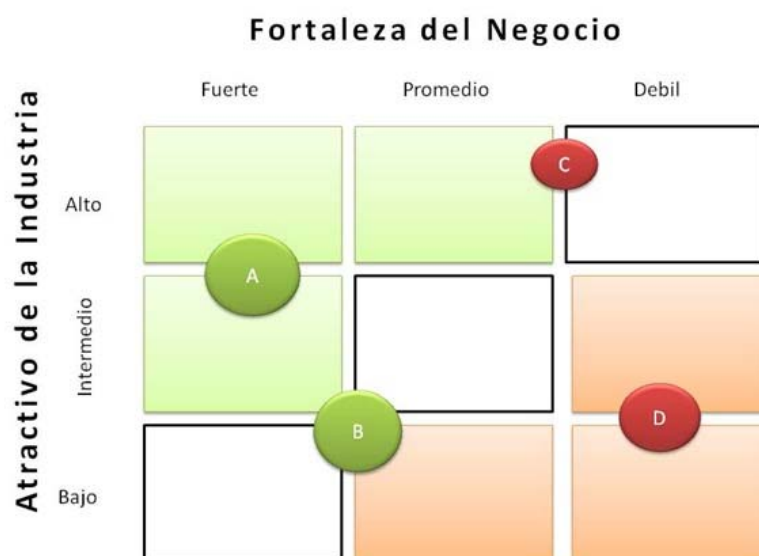 Fortaleza del Negocio
Fuerte Promedio Debil
Atractivo de la Industria
Alto
C
A
Intermedio
B
D
Bajo